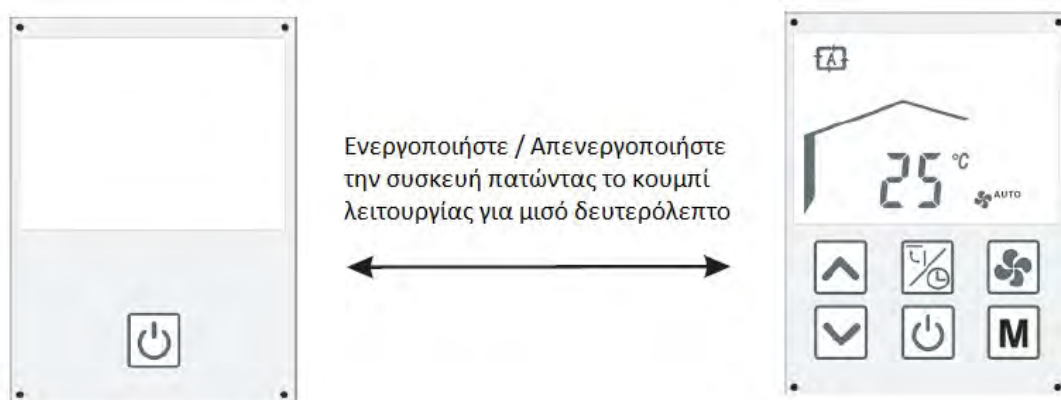 Ενεργοποιήστε / Απενεργοποιήστε
την συσκευή πατώντας το κουμπί
λειτουργίας για μισό δευτερόλεπτο
A
25 °C
AUTO
M